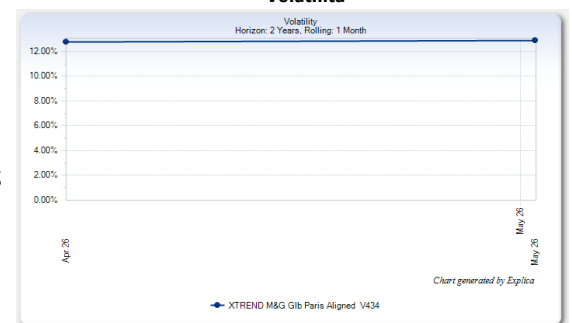 Volatility
Horizon: 2 Years, Rolling: 1 Month
12.00%
10.00%
8.00%
6.00%
4.00%
2.00%
0.00%
Apr 26
May 26
May 26
Chart generated by Explica
XTREND M&G Glb Paris Aligned V434